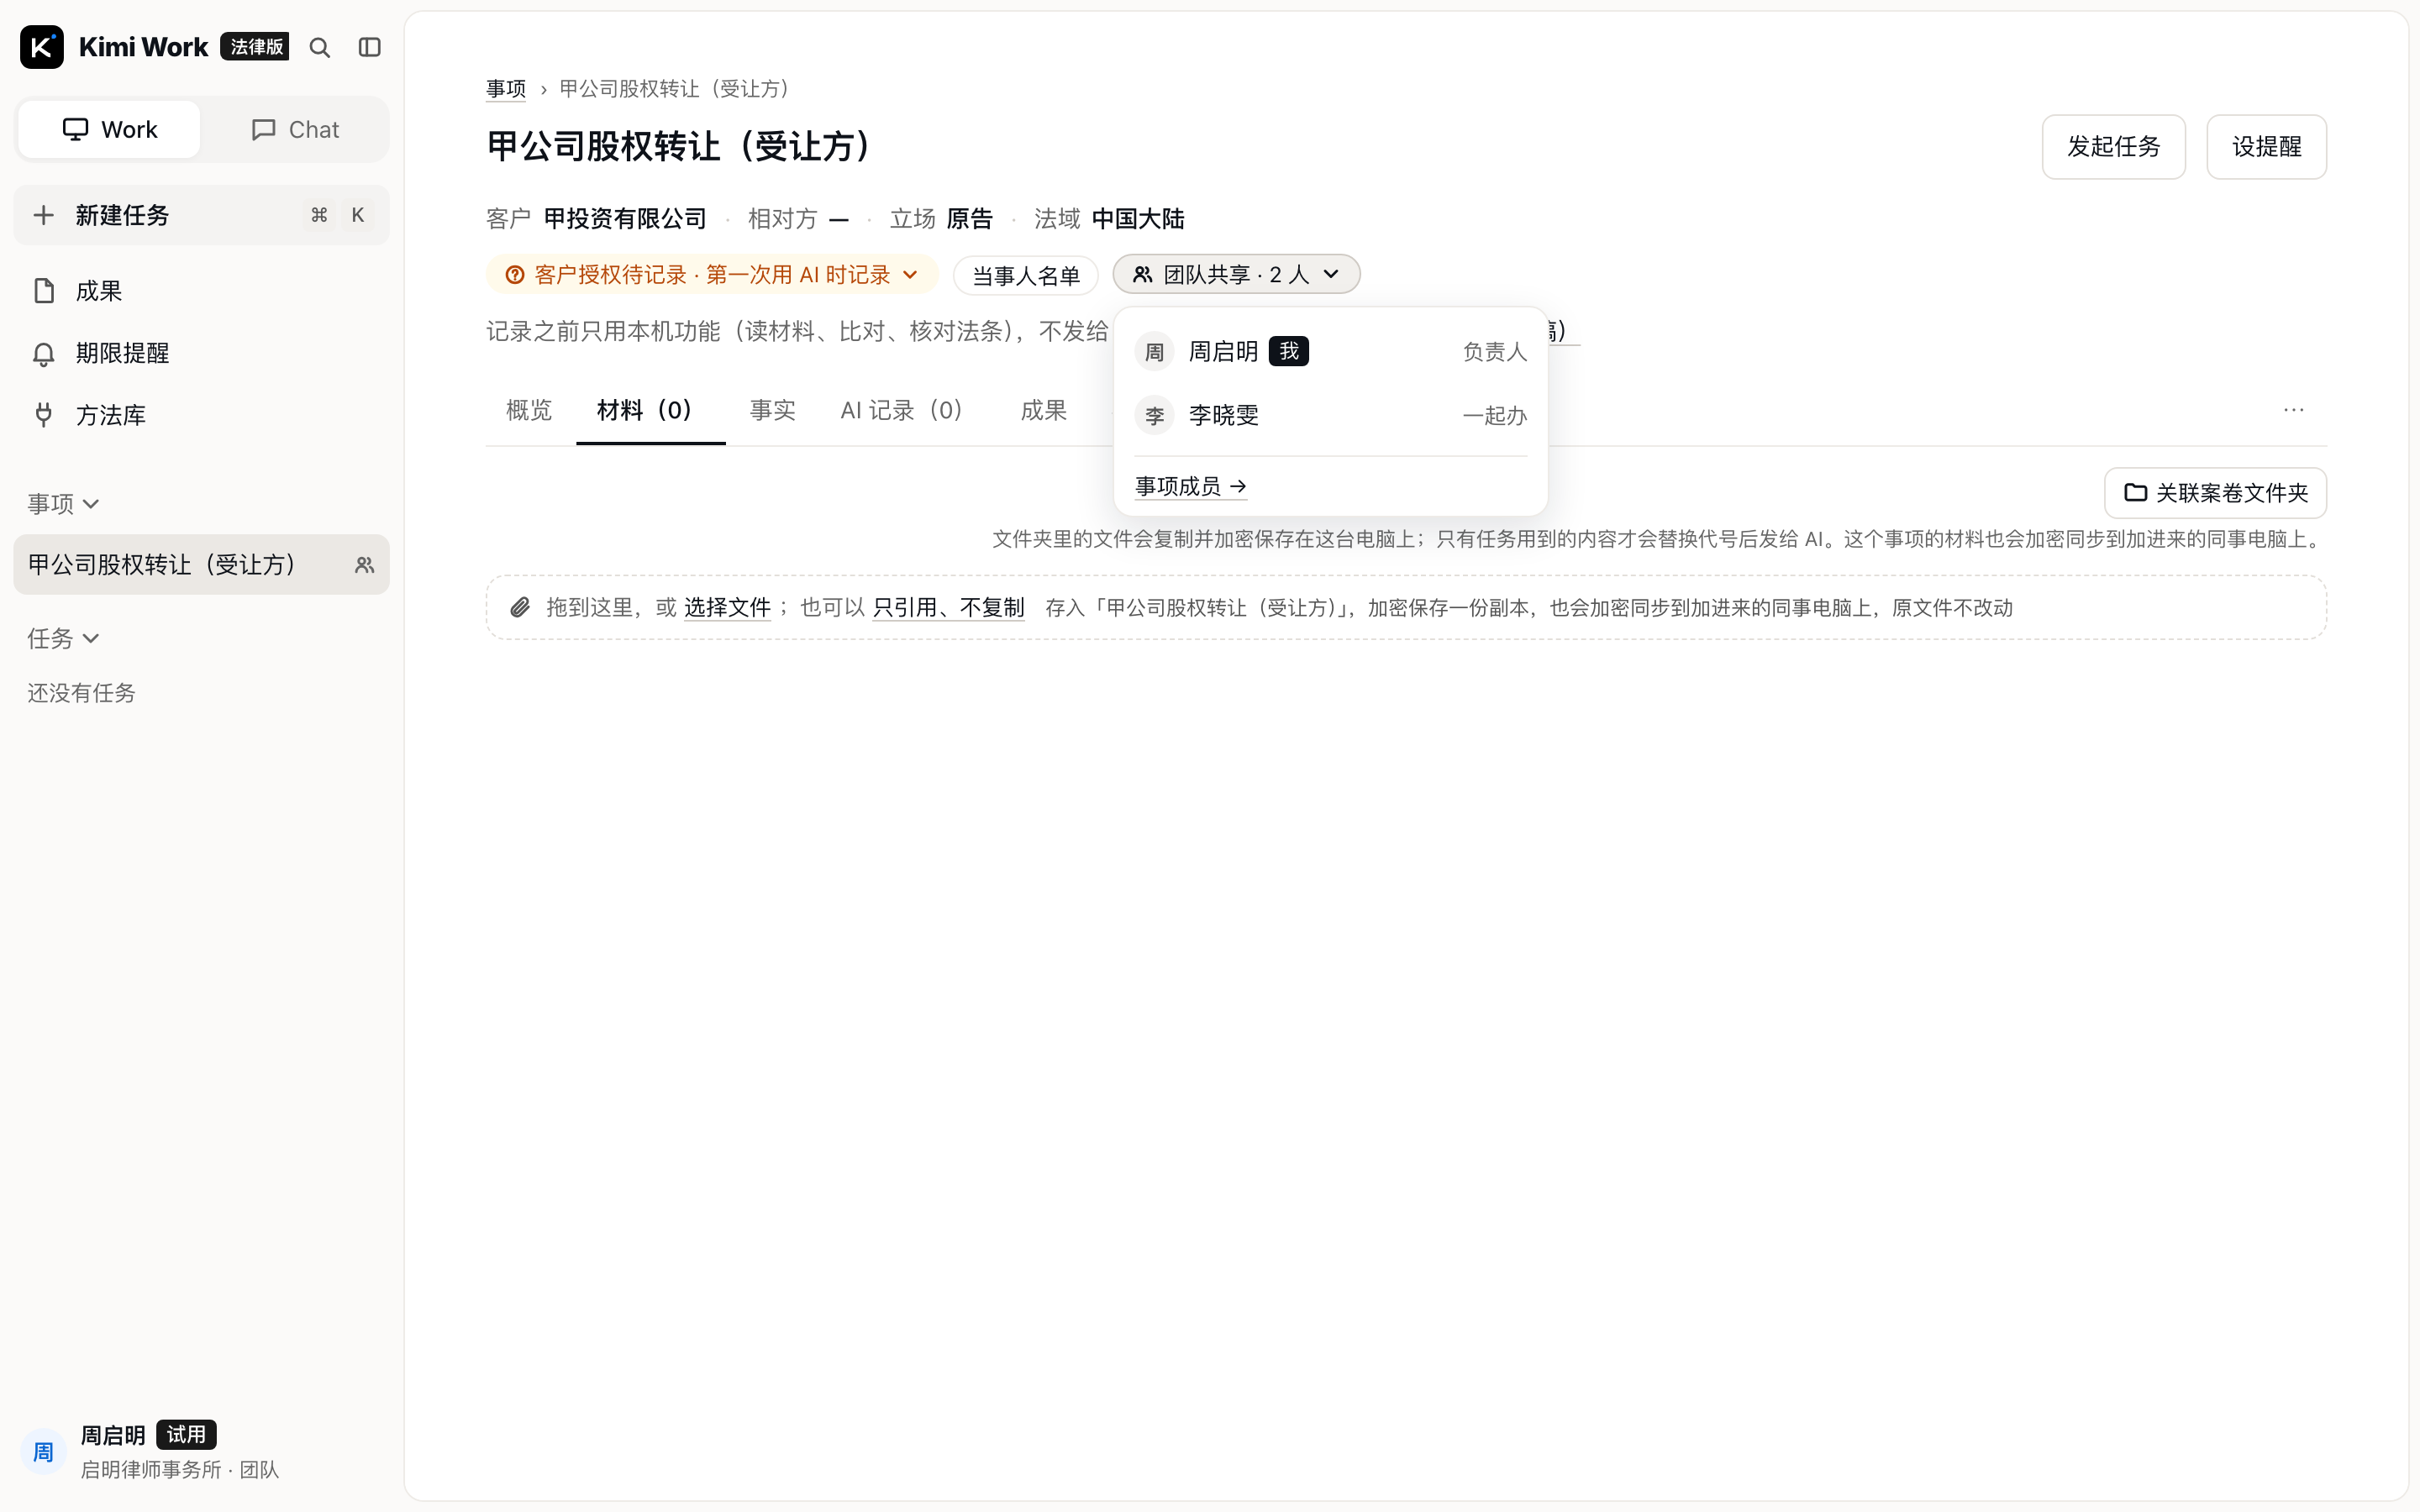 Kimi Work 法律版
Work
Chat
新建任务 ⌘ K
成果
期限提醒
方法库
事项
甲公司股权转让（受让方）
任务
还没有任务
周启明 试用
启明律师事务所 · 团队
事项 › 甲公司股权转让（受让方）
甲公司股权转让（受让方）
发起任务 设提醒
客户 甲投资有限公司 · 相对方 — · 立场 原告 · 法域 中国大陆
客户授权待记录 · 第一次用 AI 时记录 当事人名单 团队共享 · 2 人
记录之前只用本机功能（读材料、比对、核对法条），不发给
周 周启明 我 负责人
李 李晓雯 一起办
事项成员 →
概览 材料（0） 事实 AI 记录（0） 成果 ···
关联案卷文件夹
文件夹里的文件会复制并加密保存在这台电脑上；只有任务用到的内容才会替换代号后发给 AI。这个事项的材料也会加密同步到加进来的同事电脑上。
拖到这里，或 选择文件 ；也可以 只引用、不复制 存入「甲公司股权转让（受让方）」，加密保存一份副本，也会加密同步到加进来的同事电脑上，原文件不改动